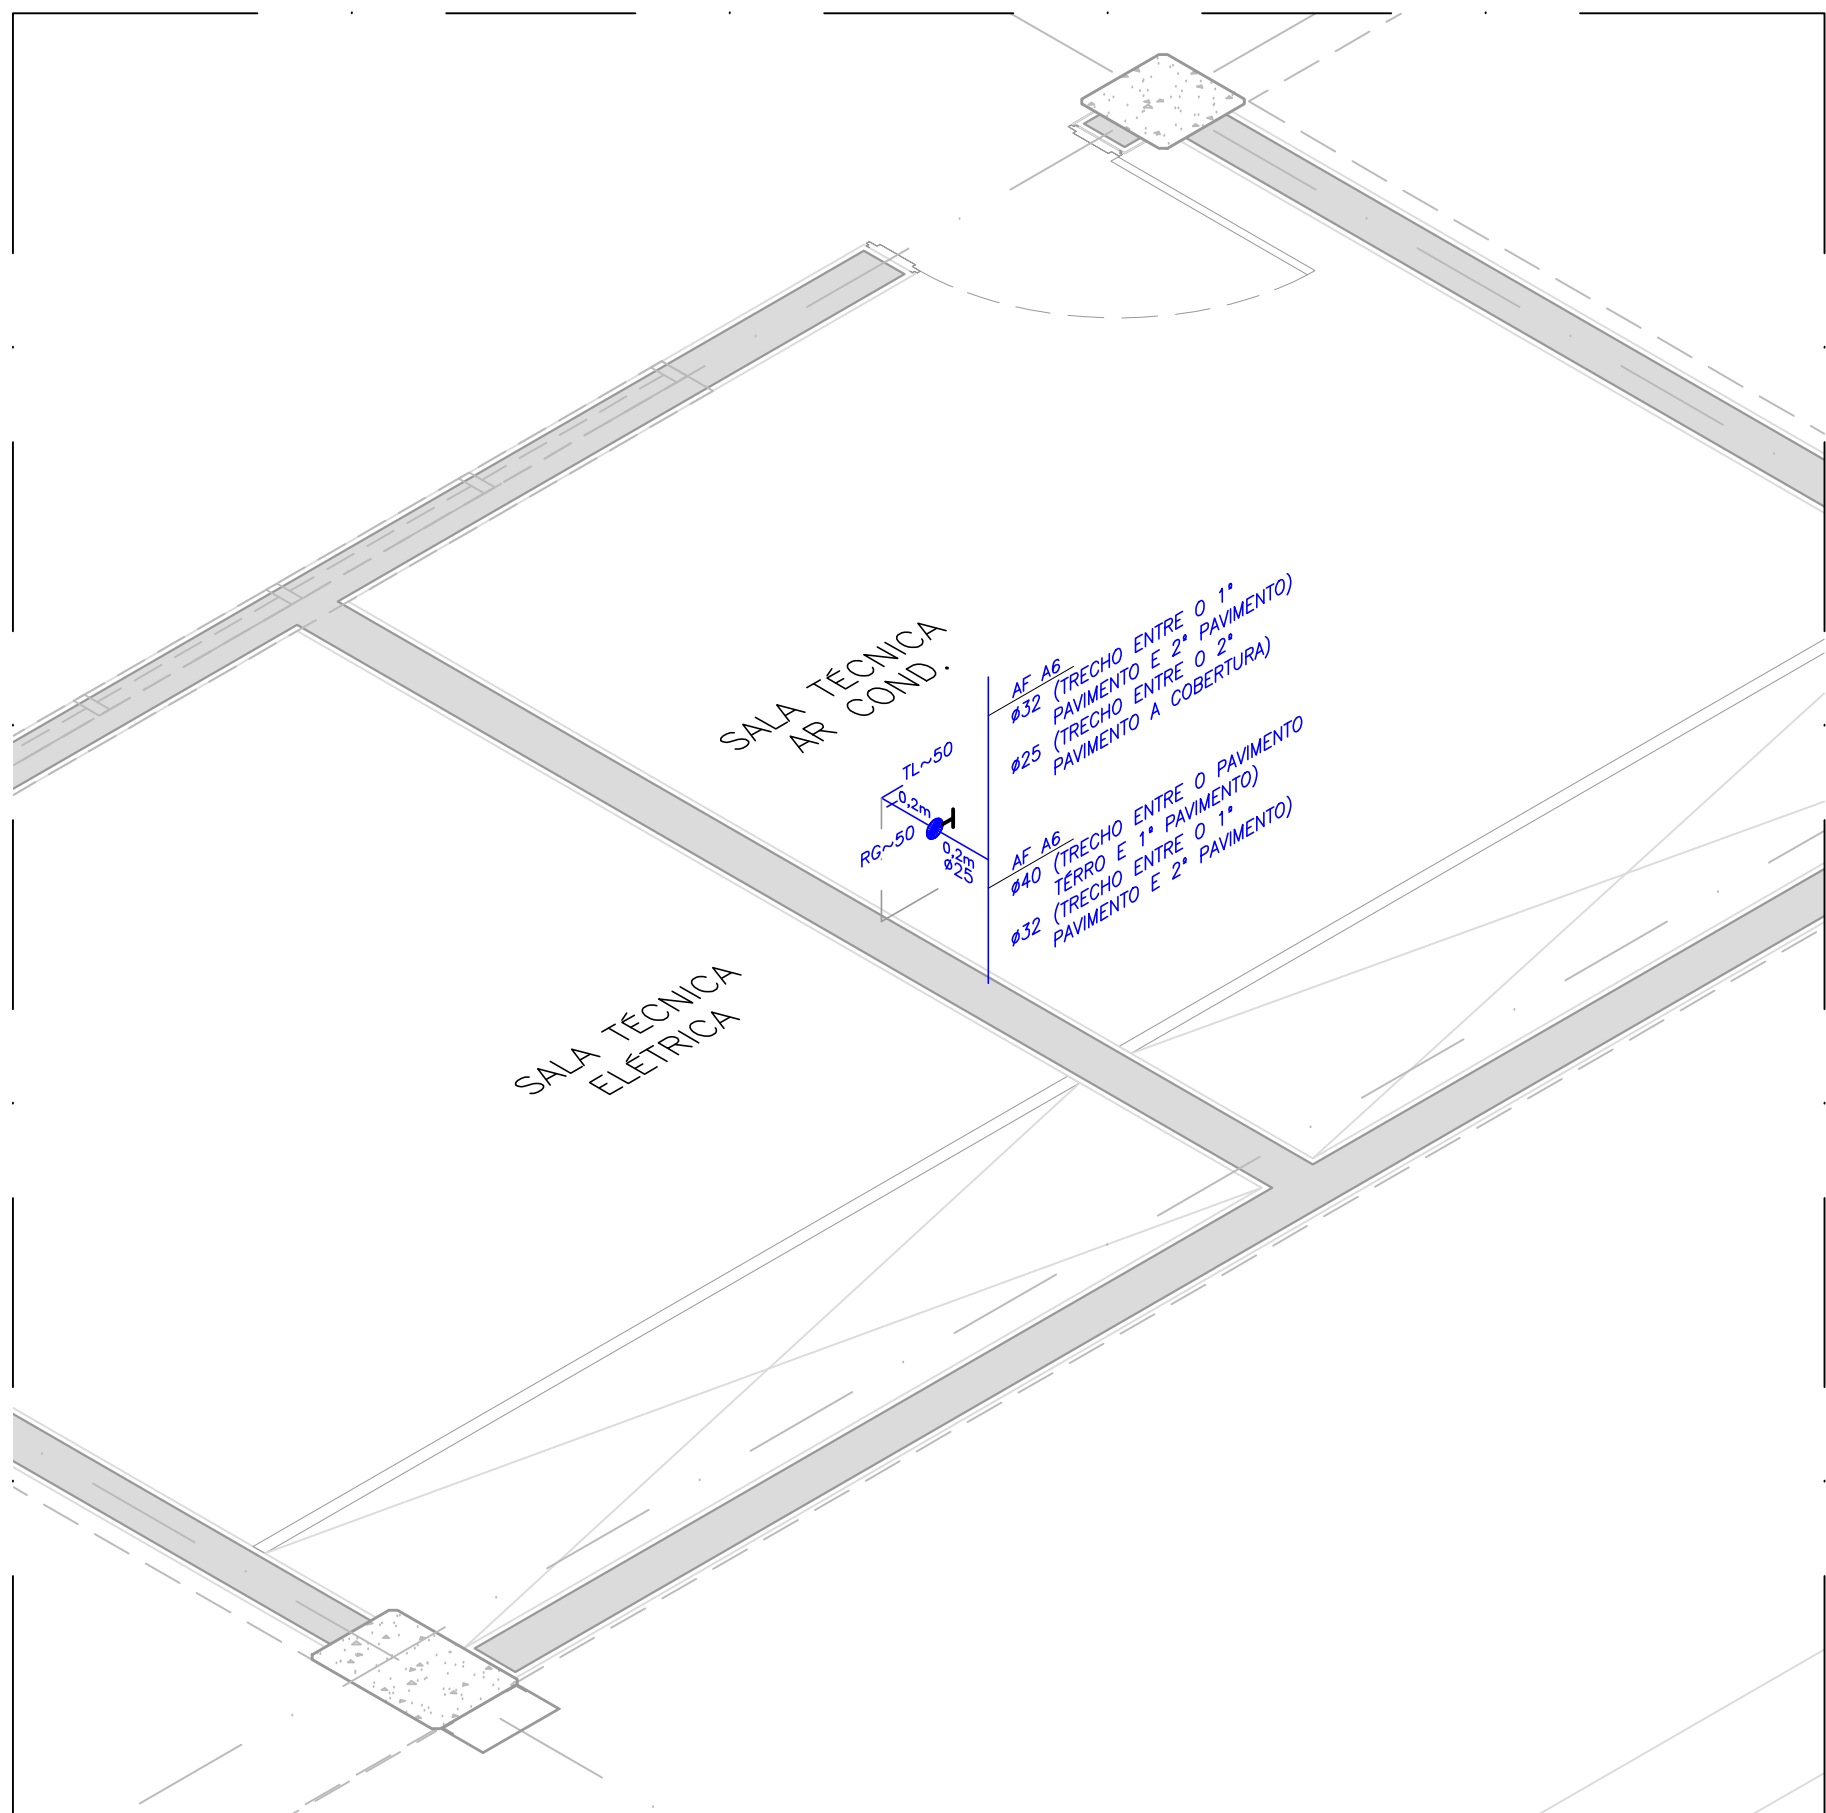 SALA TÉCNICA
AR COND.
AF A6
ø32 (TRECHO ENTRE O 1°
PAVIMENTO E 2° PAVIMENTO)
ø25 (TRECHO ENTRE O 2°
PAVIMENTO A COBERTURA)
TL~50
0,2m
RG~50
0,2m
ø25
AF A6
ø40 (TRECHO ENTRE O PAVIMENTO
TÉRRO E 1° PAVIMENTO)
ø32 (TRECHO ENTRE O 1°
PAVIMENTO E 2° PAVIMENTO)
SALA TÉCNICA
ELÉTRICA